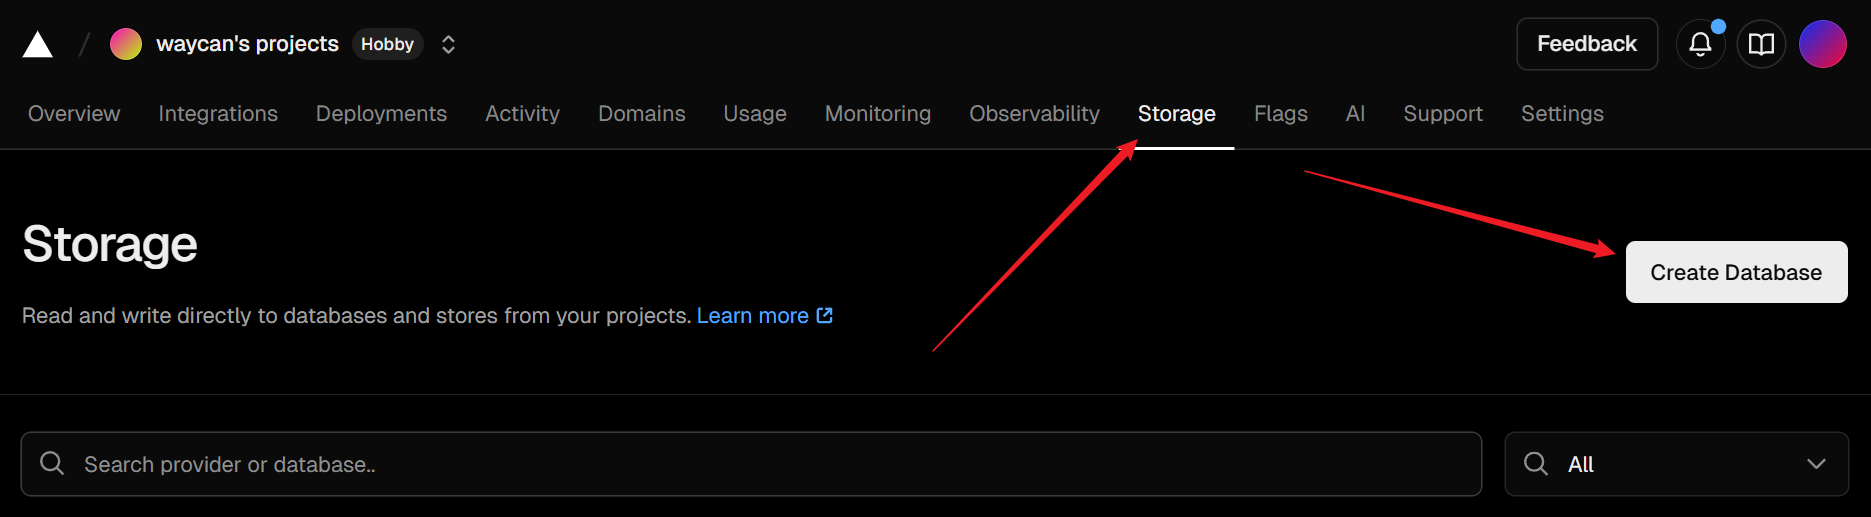 waycan's projects Hobby Feedback
Overview Integrations Deployments Activity Domains Usage Monitoring Observability Storage Flags AI Support Settings
Storage
Create Database
Read and write directly to databases and stores from your projects. Learn more
Search provider or database.. All